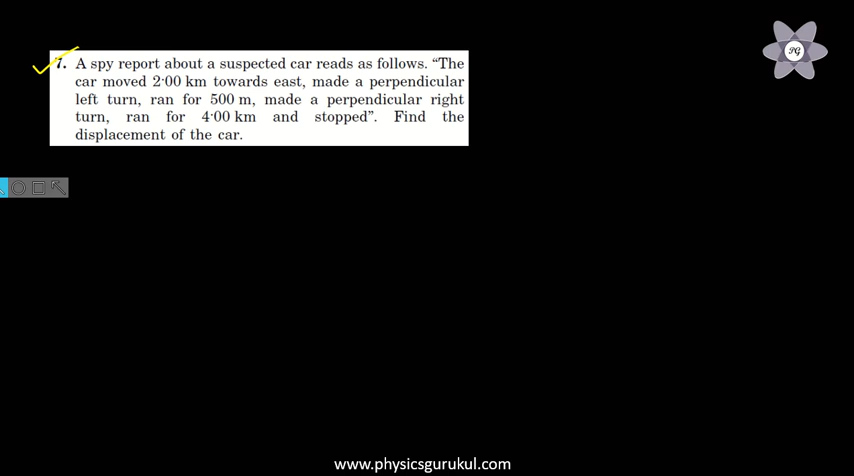 PG
7. A spy report about a suspected car reads as follows. “The
car moved 2·00 km towards east, made a perpendicular
left turn, ran for 500 m, made a perpendicular right
turn, ran for 4·00 km and stopped”. Find the
displacement of the car.
www.physicsgurukul.com